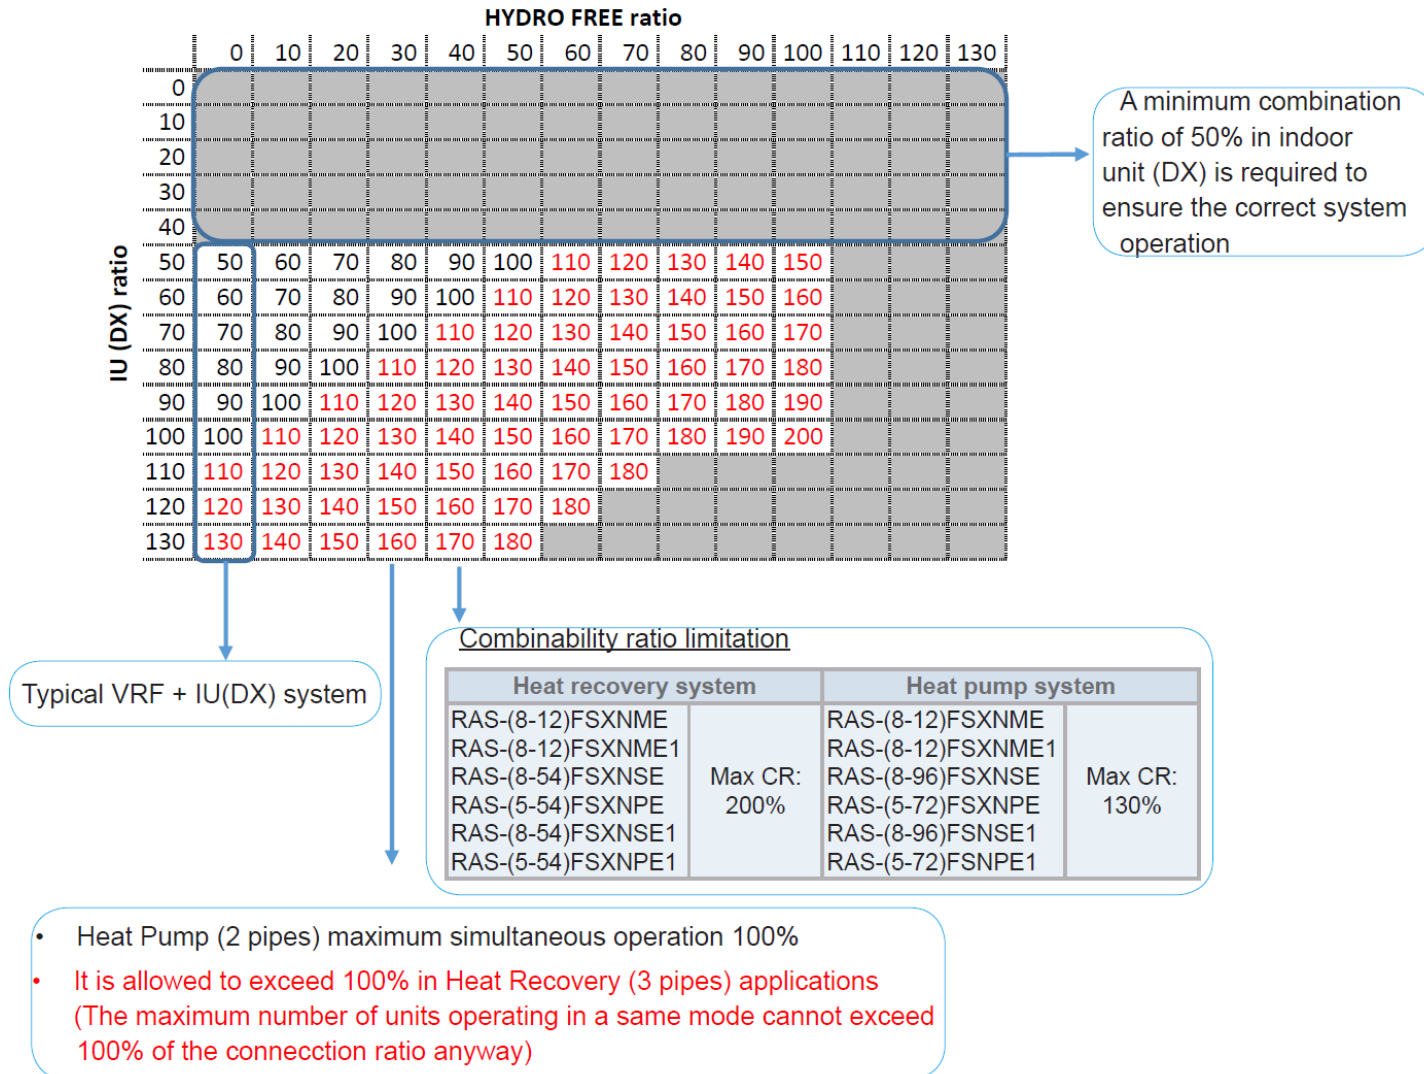 HYDRO FREE ratio
0 10 20 30 40 50 60 70 80 90 100 110 120 130
0
10
20
30
40
IU (DX) ratio
50 50 60 70 80 90 100 110 120 130 140 150
60 60 70 80 90 100 110 120 130 140 150 160
70 70 80 90 100 110 120 130 140 150 160 170
80 80 90 100 110 120 130 140 150 160 170 180
90 90 100 110 120 130 140 150 160 170 180 190
100 100 110 120 130 140 150 160 170 180 190 200
110 110 120 130 140 150 160 170 180
120 120 130 140 150 160 170 180
130 130 140 150 160 170 180
A minimum combination
ratio of 50% in indoor
unit (DX) is required to
ensure the correct system
operation
Typical VRF + IU(DX) system
Combinability ratio limitation
Heat recovery system
RAS-(8-12)FSXNME
RAS-(8-12)FSXNME1
RAS-(8-54)FSXNSE
RAS-(5-54)FSXNPE
RAS-(8-54)FSXNSE1
RAS-(5-54)FSXNPE1
Max CR:
200%
Heat pump system
RAS-(8-12)FSXNME
RAS-(8-12)FSXNME1
RAS-(8-96)FSXNSE
RAS-(5-72)FSXNPE
RAS-(8-96)FSNSE1
RAS-(5-72)FSNPE1
Max CR:
130%
• Heat Pump (2 pipes) maximum simultaneous operation 100%
• It is allowed to exceed 100% in Heat Recovery (3 pipes) applications
(The maximum number of units operating in a same mode cannot exceed
100% of the connecction ratio anyway)